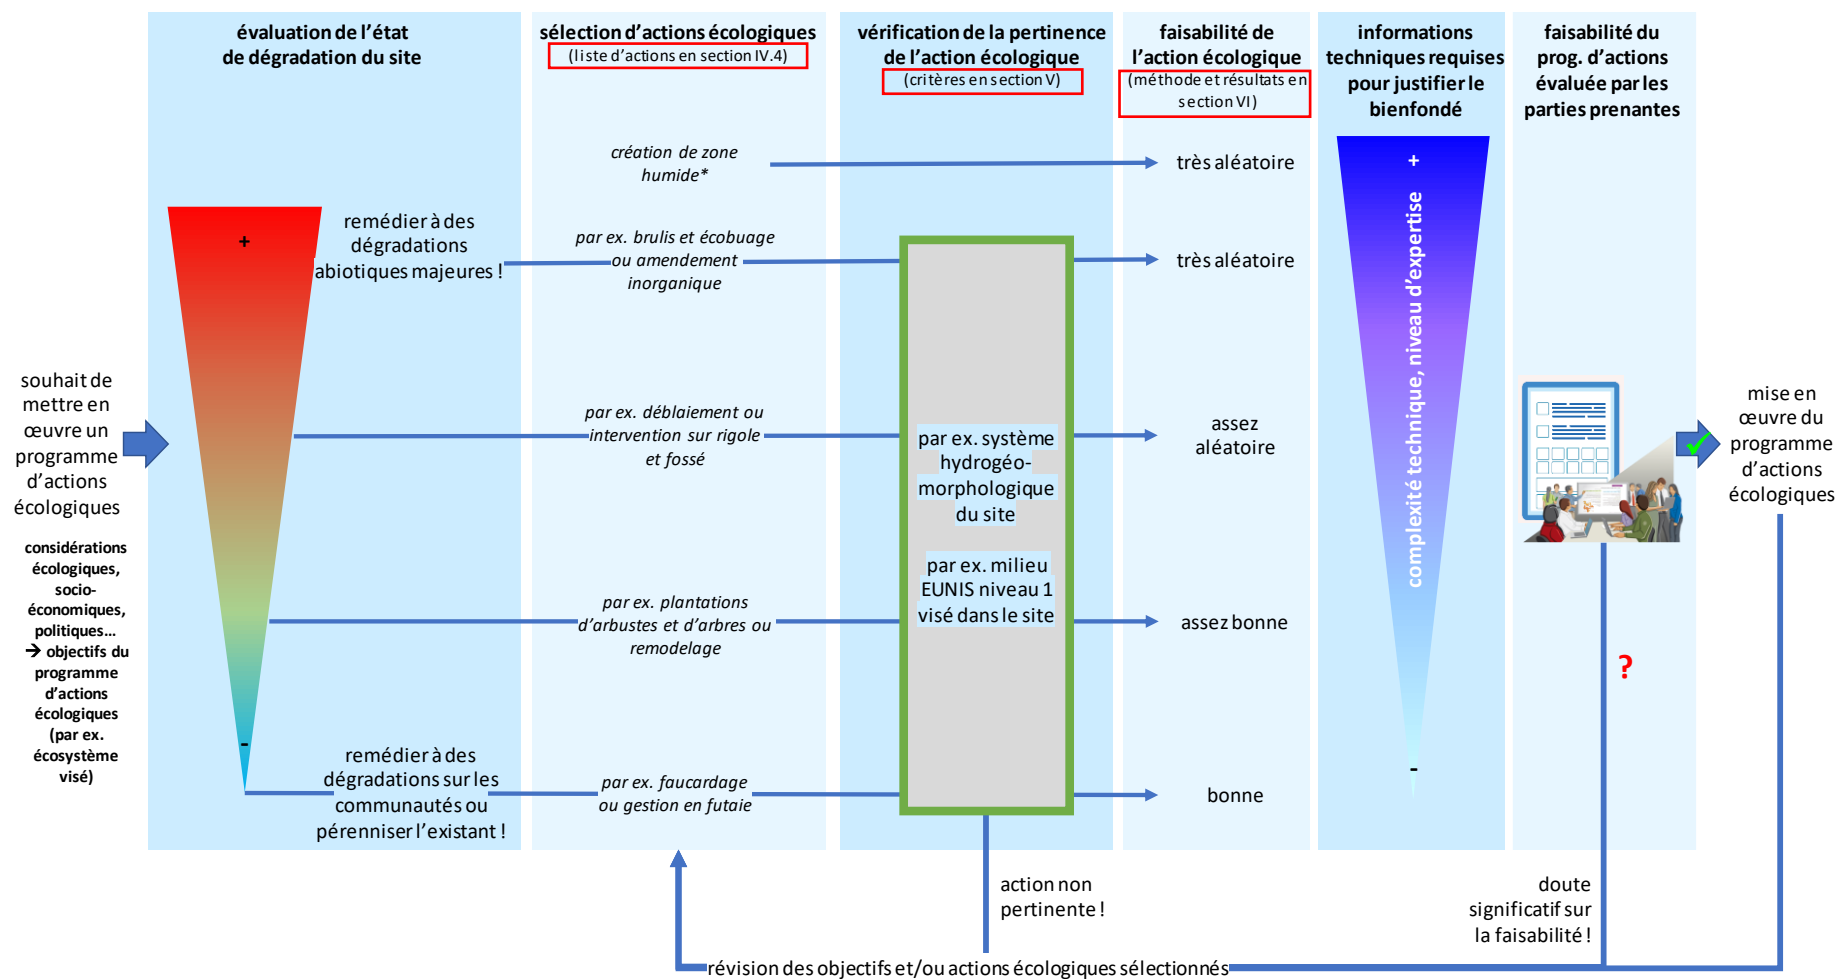 évaluation de l'état
de dégradation du site
sélection d'actions écologiques
(liste d'actions en section IV.4)
vérification de la pertinence
de l'action écologique
(critères en section V)
faisabilité de
l'action écologique
(méthode et résultats en
section VI)
informations
techniques requises
pour justifier le
bienfondé
faisabilité du
prog. d'actions
évaluée par les
parties prenantes
souhait de
mettre en
œuvre un
programme
d'actions
écologiques
considérations
écologiques,
socio-
économiques,
politiques…
→ objectifs du
programme
d'actions
écologiques
(par ex.
écosystème
visé)
+
-
remédier à des
dégradations
abiotiques majeures !
remédier à des
dégradations sur les
communautés ou
pérenniser l'existant !
création de zone
humide*
par ex. brulis et écobuage
ou amendement
inorganique
par ex. déblaiement ou
intervention sur rigole
et fossé
par ex. plantations
d'arbustes et d'arbres ou
remodelage
par ex. faucardage
ou gestion en futaie
par ex. système
hydrogéo-
morphologique
du site
par ex. milieu
EUNIS niveau 1
visé dans le site
très aléatoire
très aléatoire
assez
aléatoire
assez bonne
bonne
+
complexité technique, niveau d'expertise
-
?
mise en
œuvre du
programme
d'actions
écologiques
action non
pertinente !
doute
significatif sur
la faisabilité !
révision des objectifs et/ou actions écologiques sélectionnés